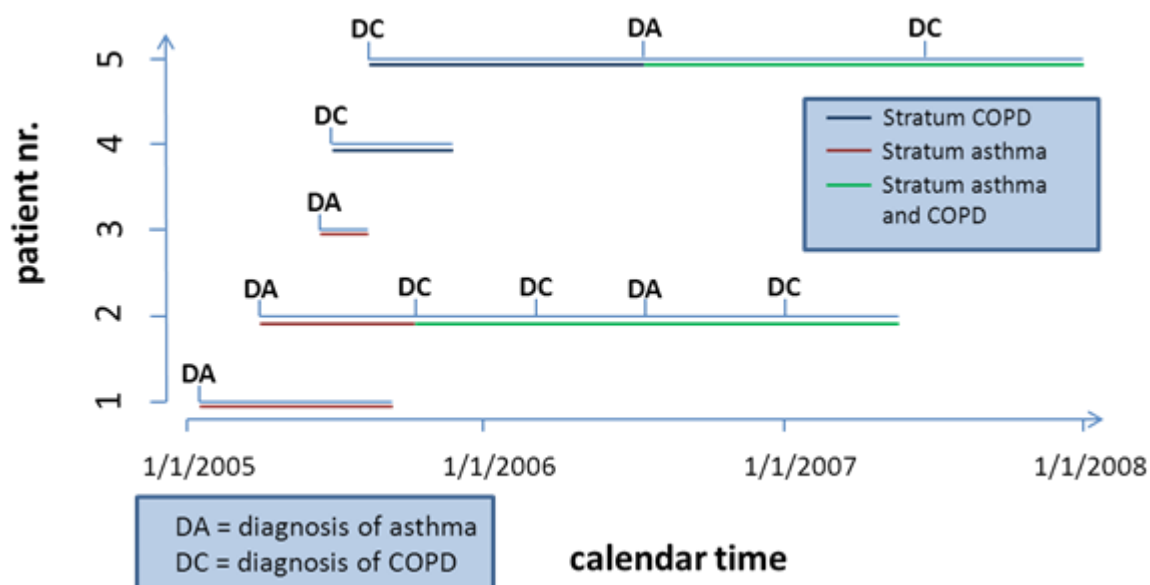 DC DA DC
5
DC
4
DA
3
DA DC DC DA DC
2
DA
1
patient nr.
Stratum COPD
Stratum asthma
Stratum asthma
and COPD
1/1/2005 1/1/2006 1/1/2007 1/1/2008
DA = diagnosis of asthma
DC = diagnosis of COPD
calendar time